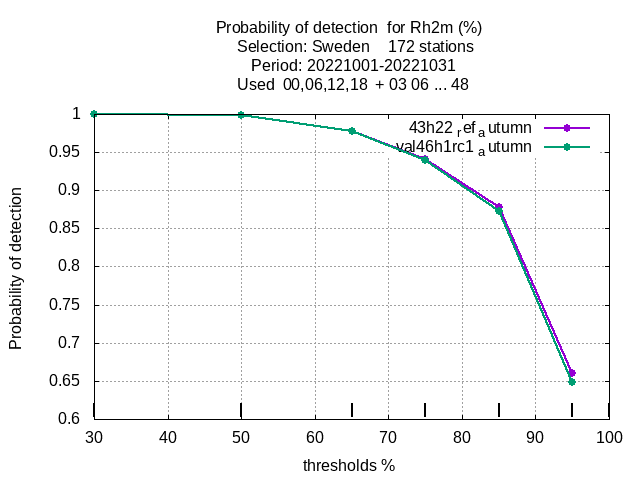 Probability of detection  for Rh2m (%)
Selection: Sweden    172 stations
Period: 20221001-20221031
Used  00,06,12,18  + 03 06 ... 48
1
0.95
0.9
0.85
0.8
0.75
0.7
0.65
0.6
Probability of detection
43h22 ref a utumn
val46h1rc1 a utumn
30 40 50 60 70 80 90 100
thresholds %